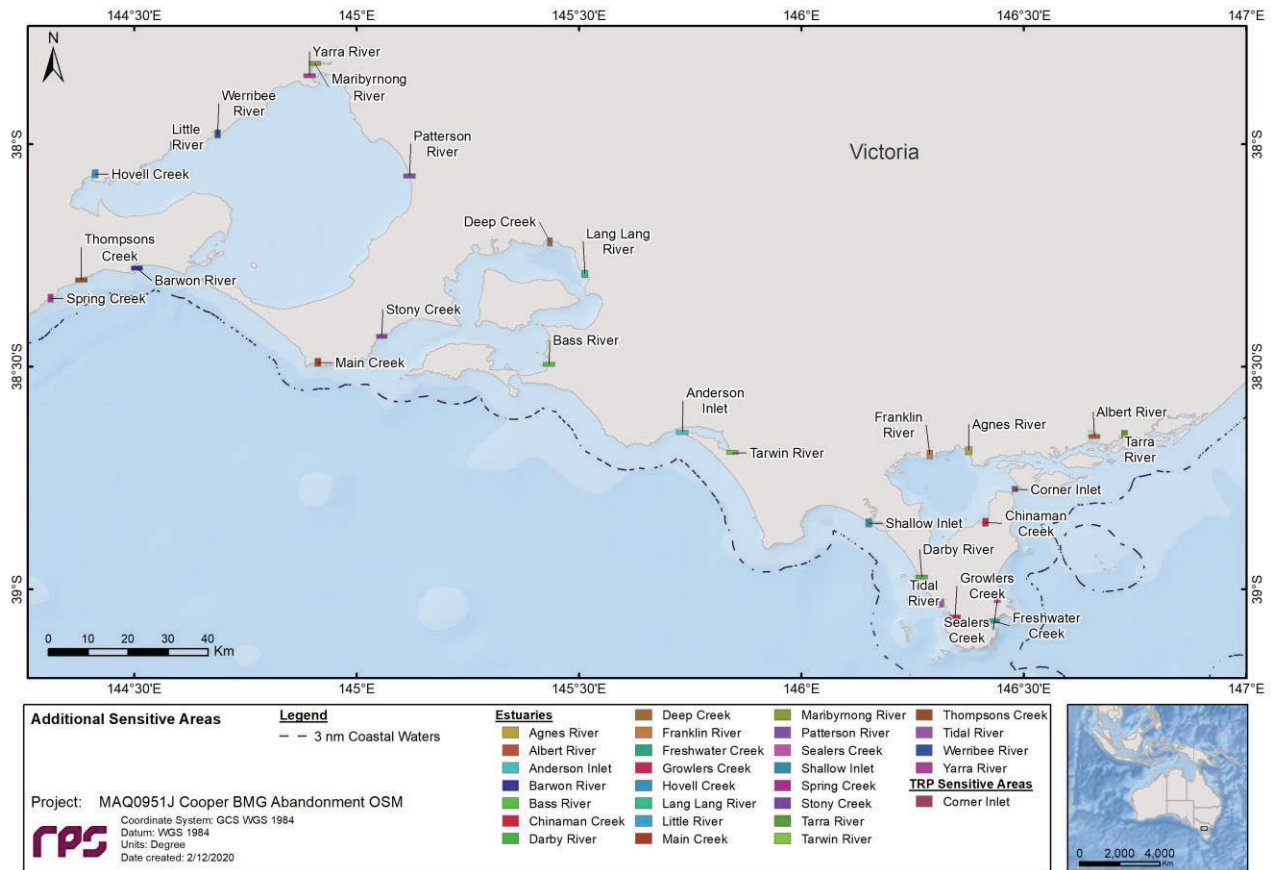 144°30'E 145°E 145°30'E 146°E 146°30'E 147°E
N
Yarra River
Maribyrnong
River
Werribee
River
Little
River
Patterson
River
Victoria
38°S
38°S
Hovell Creek
Deep Creek
Lang Lang
River
Thompsons
Creek
Barwon River
Spring Creek
Stony Creek
Bass River
Main Creek
38°30'S
38°30'S
Anderson
Inlet
Tarwin River
Franklin
River
Agnes River
Albert River
Tarra
River
Corner Inlet
Shallow Inlet
Chinaman
Creek
Darby River
39°S
39°S
Tidal
River
Growlers
Creek
Sealers
Creek
Freshwater
Creek
0 10 20 30 40
Km
144°30'E 145°E 145°30'E 146°E 146°30'E 147°E
Additional Sensitive Areas
Legend
3 nm Coastal Waters
Project: MAQ0951J Cooper BMG Abandonment OSM
rps
Coordinate System: GCS WGS 1984
Datum: WGS 1984
Units: Degree
Date created: 2/12/2020
Estuaries
Agnes River
Albert River
Anderson Inlet
Barwon River
Bass River
Chinaman Creek
Darby River
Deep Creek
Franklin River
Freshwater Creek
Growlers Creek
Hovell Creek
Lang Lang River
Little River
Main Creek
Maribyrnong River
Patterson River
Sealers Creek
Shallow Inlet
Spring Creek
Stony Creek
Tarra River
Tarwin River
Thompsons Creek
Tidal River
Werribee River
Yarra River
TRP Sensitive Areas
Corner Inlet
0 2,000 4,000
Km